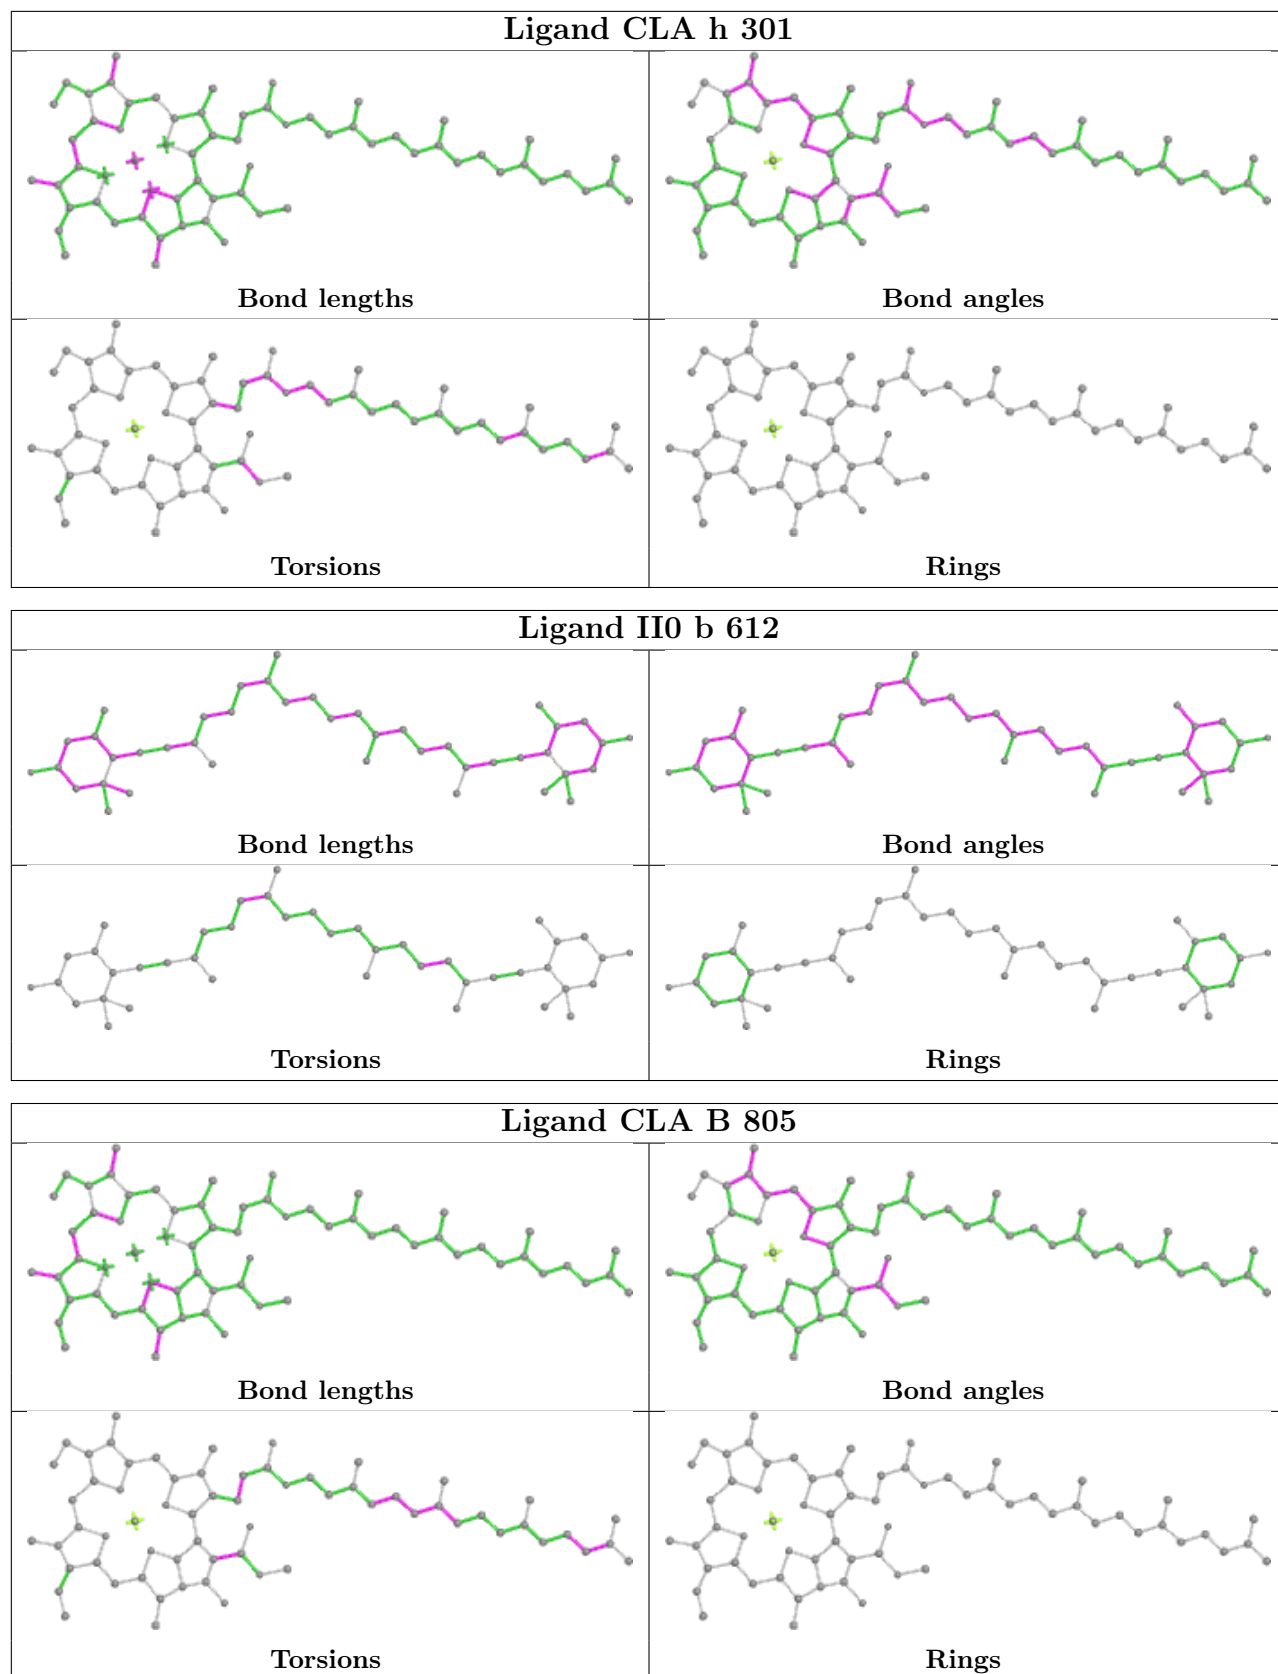 Ligand CLA h 301
Bond lengths
Bond angles
Torsions
Rings
Ligand II0 b 612
Bond lengths
Bond angles
Torsions
Rings
Ligand CLA B 805
Bond lengths
Bond angles
Torsions
Rings